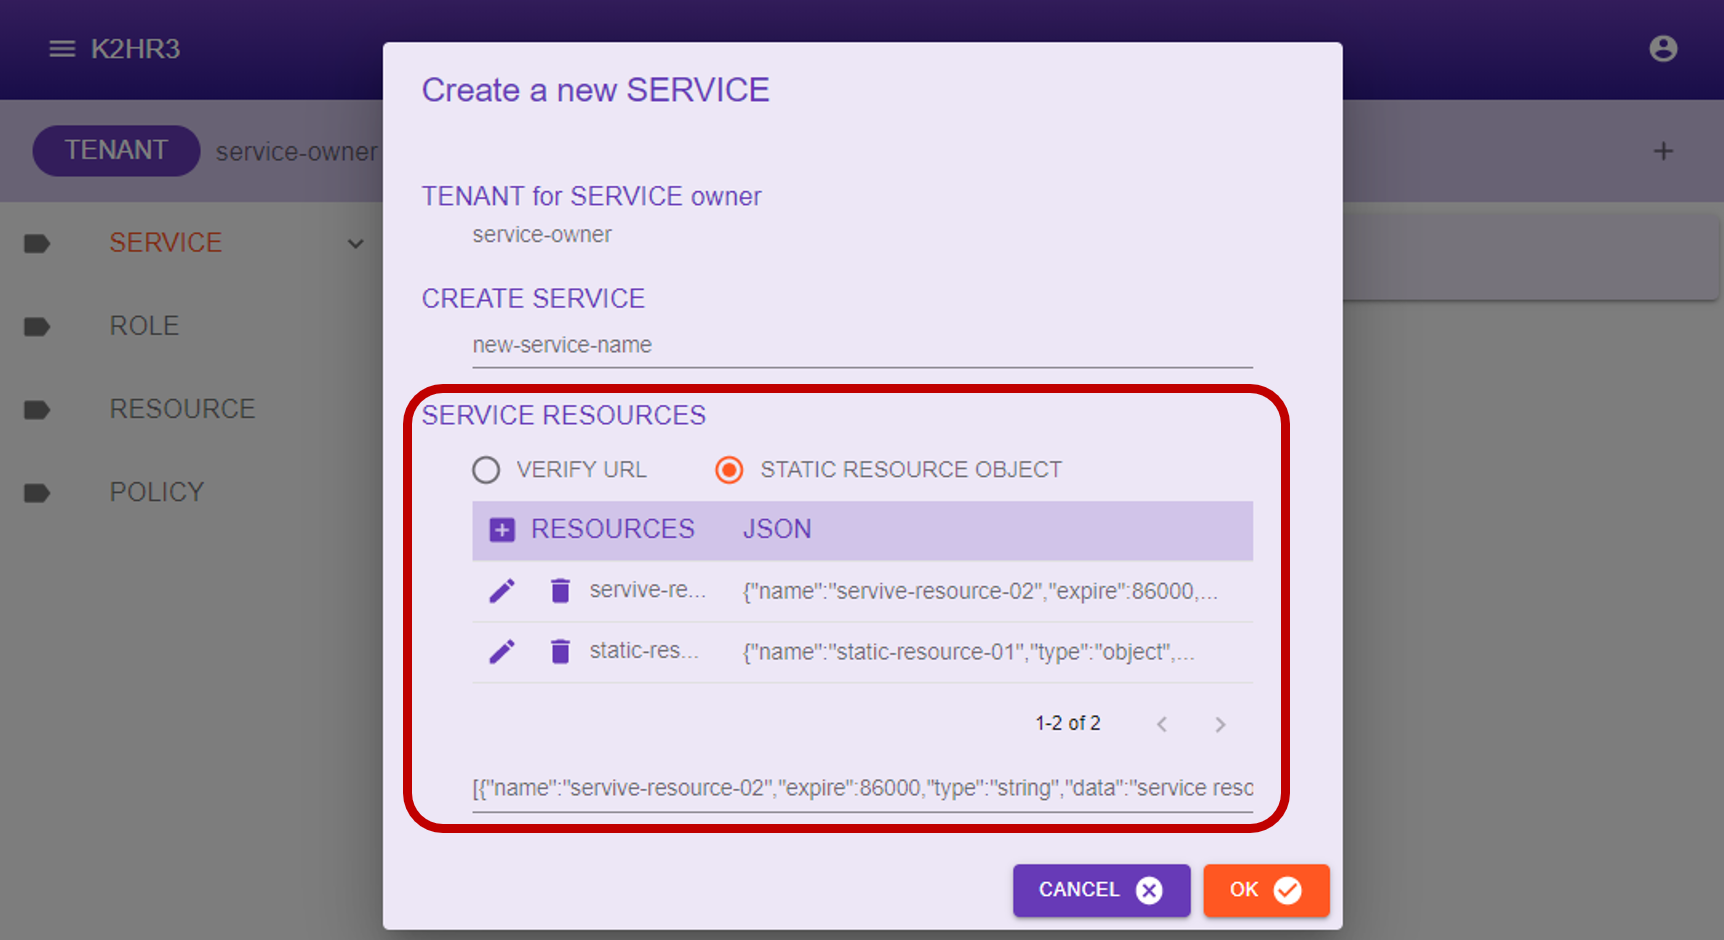 K2HR3
TENANT service-owner
SERVICE
ROLE
RESOURCE
POLICY
Create a new SERVICE
TENANT for SERVICE owner
service-owner
CREATE SERVICE
new-service-name
SERVICE RESOURCES
VERIFY URL STATIC RESOURCE OBJECT
RESOURCES JSON
servive-re... {"name":"servive-resource-02","expire":86000,...
static-res... {"name":"static-resource-01","type":"object",...
1-2 of 2
[{"name":"servive-resource-02","expire":86000,"type":"string","data":"service reso
CANCEL OK